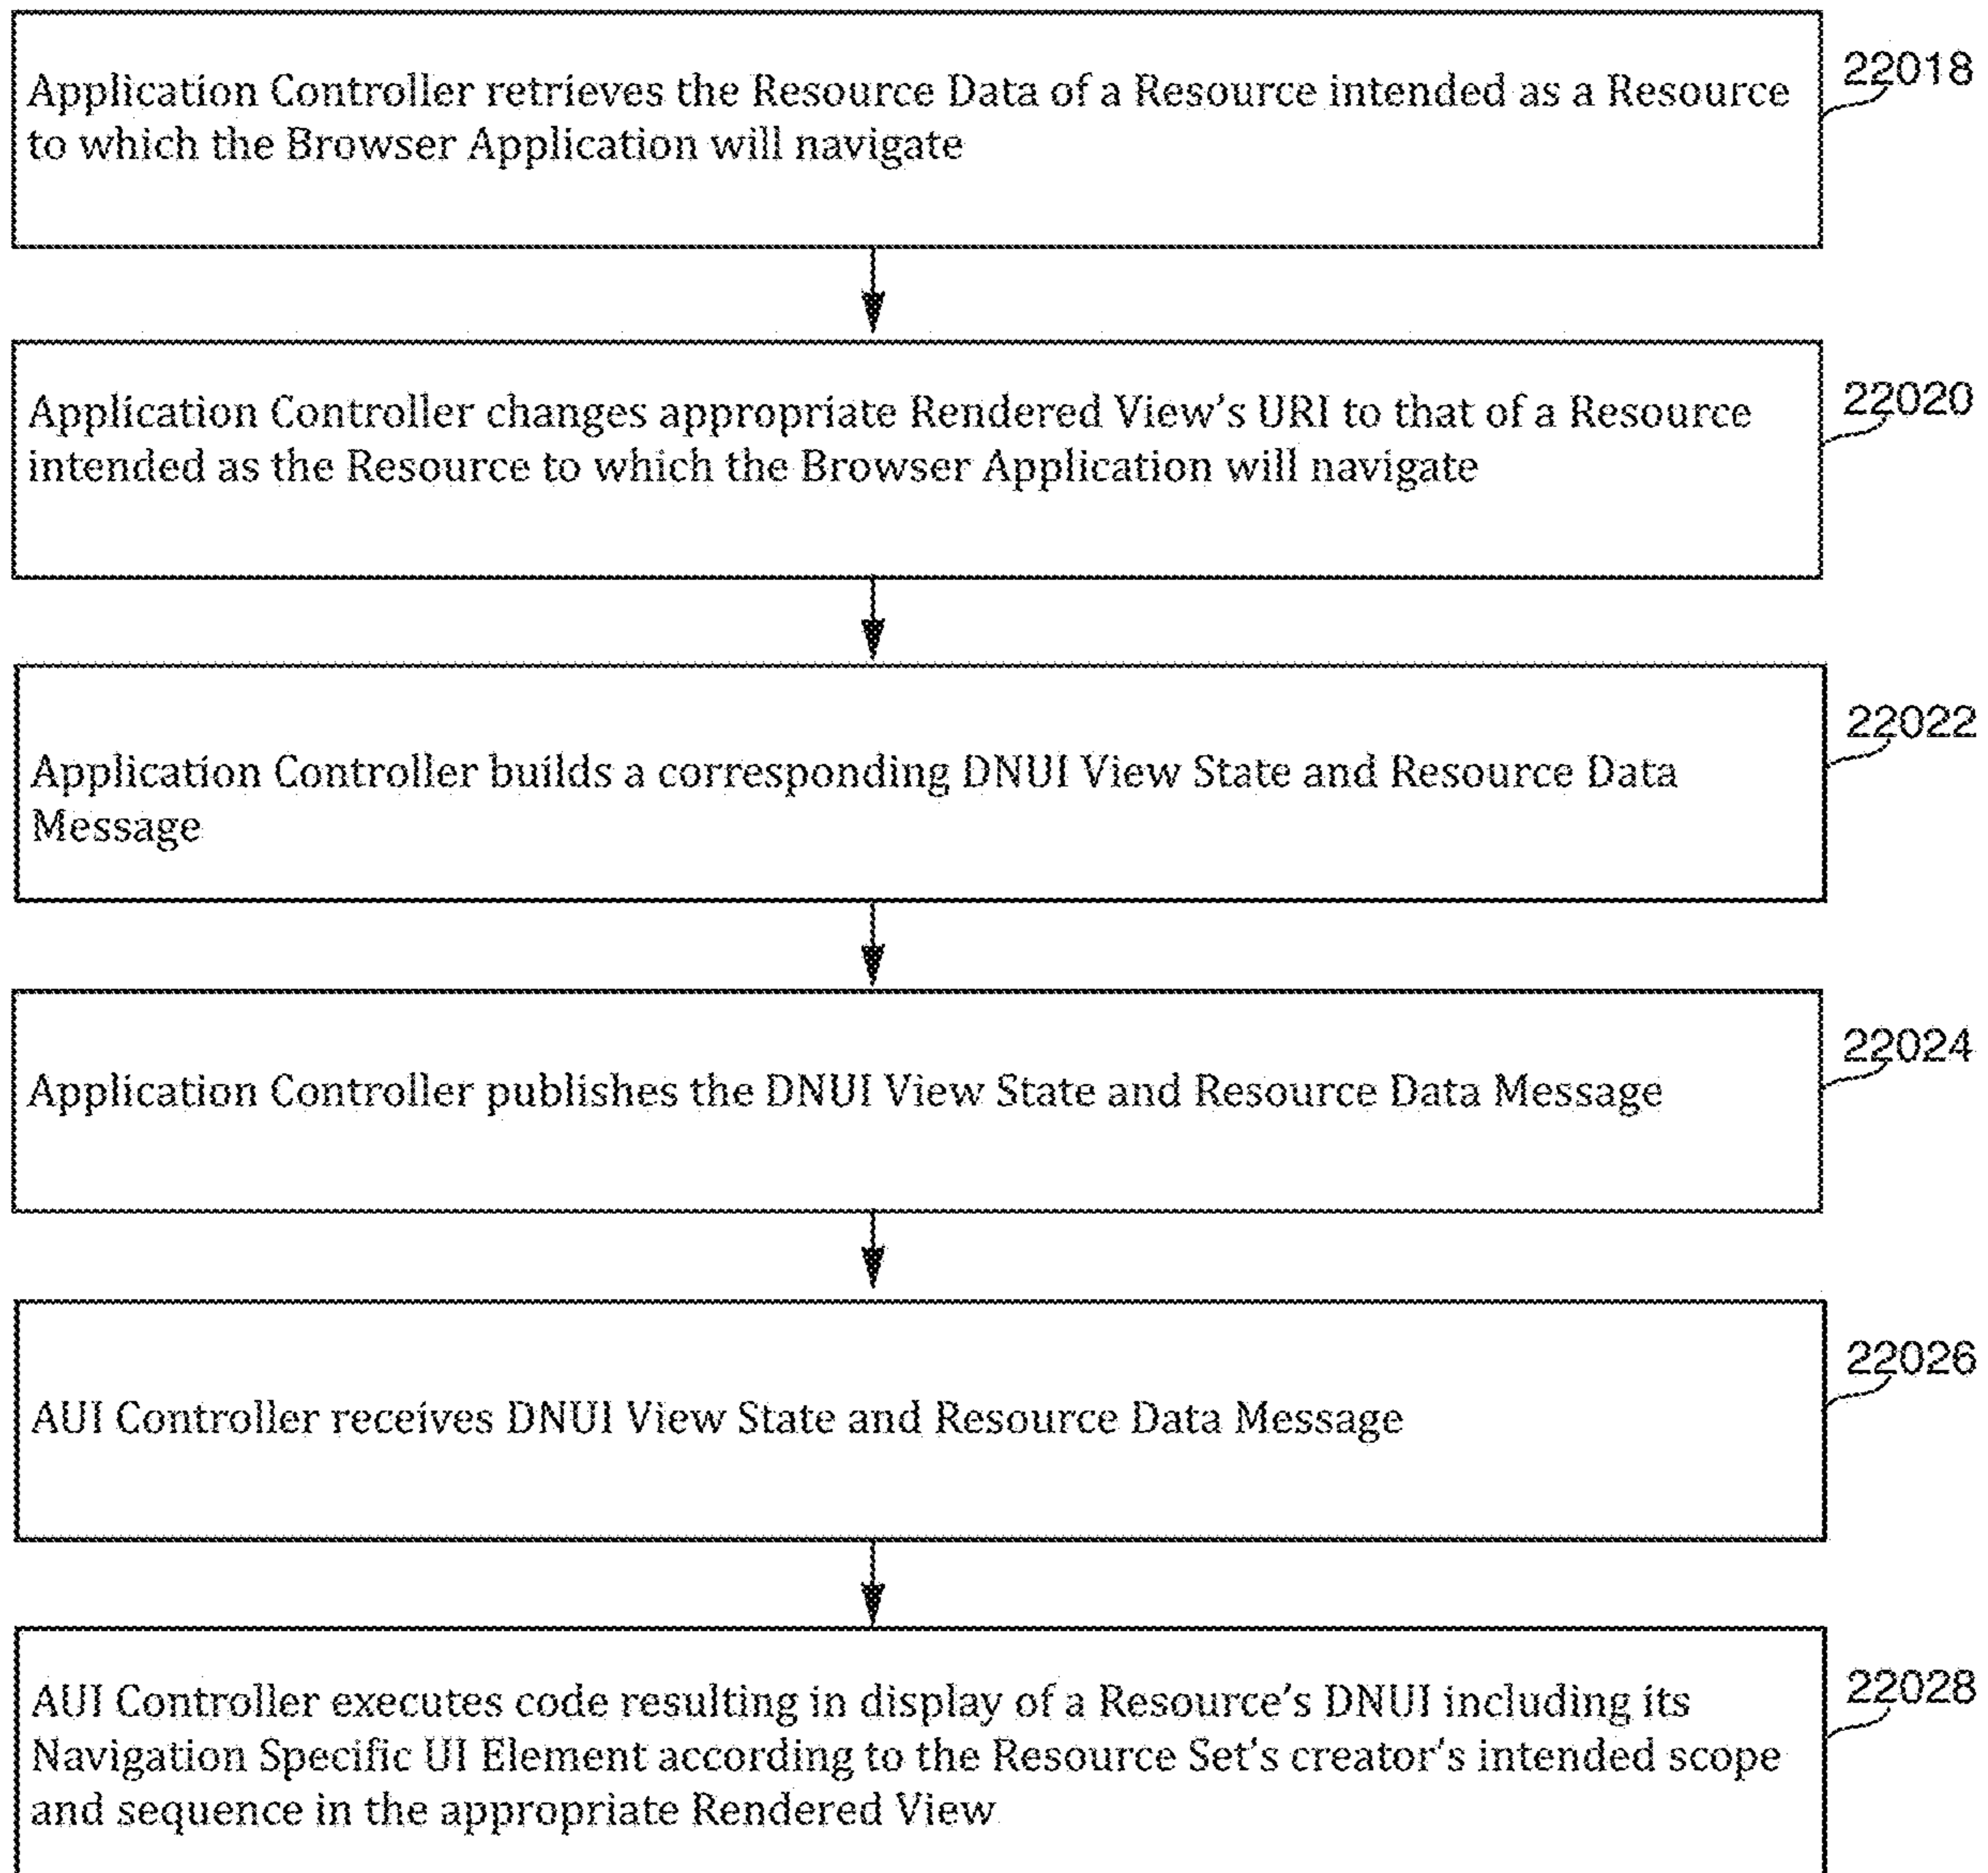 Application Controller retrieves the Resource Data of a Resource intended as a Resource
to which the Browser Application will navigate
22018
Application Controller changes appropriate Rendered View's URI to that of a Resource
intended as the Resource to which the Browser Application will navigate
22020
Application Controller builds a corresponding DNUI View State and Resource Data
Message
22022
Application Controller publishes the DNUI View State and Resource Data Message
22024
AUI Controller receives DNUI View State and Resource Data Message
22026
AUI Controller executes code resulting in display of a Resource's DNUI including its
Navigation Specific UI Element according to the Resource Set's creator's intended scope
and sequence in the appropriate Rendered View
22028